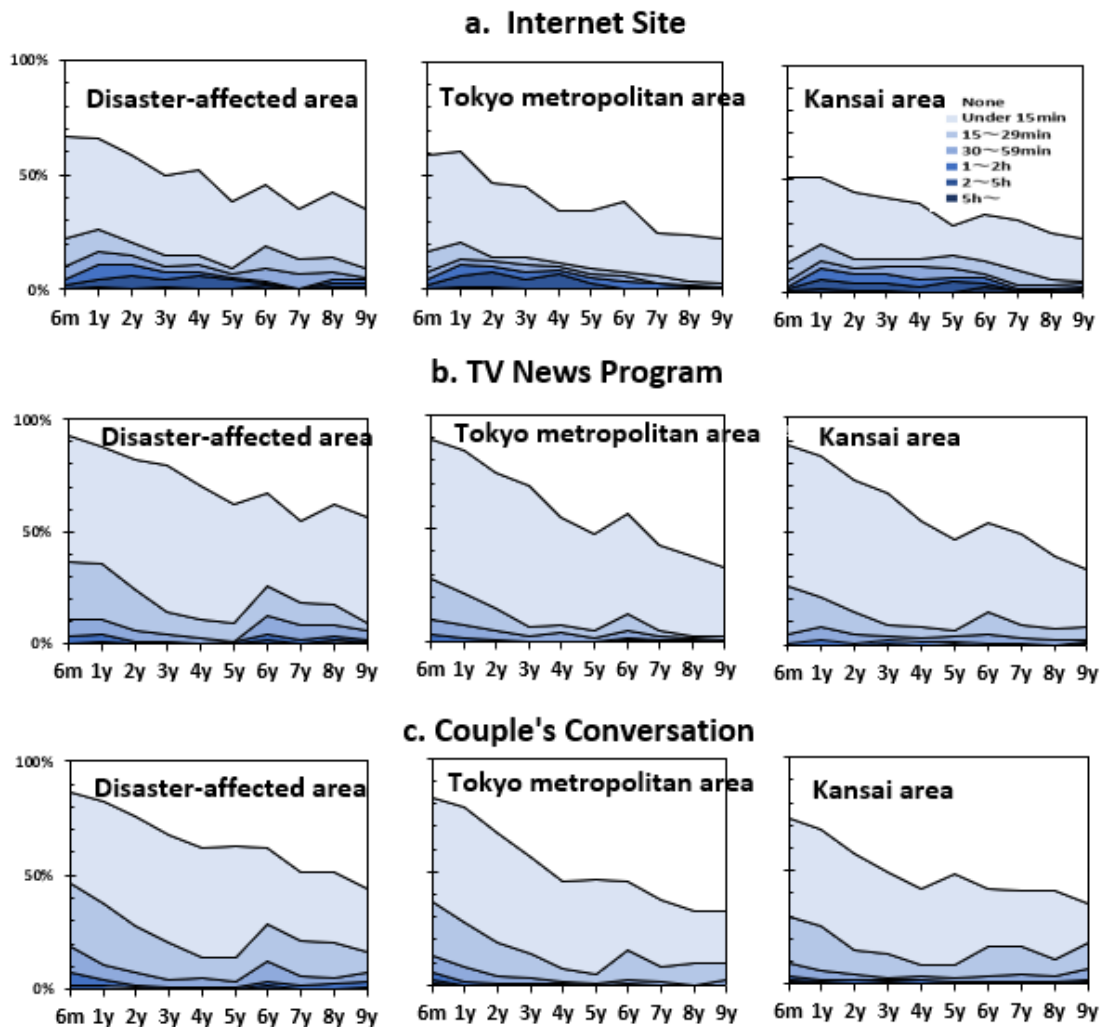 a. Internet Site
100%
50%
0%
Disaster-affected area
Tokyo metropolitan area
Kansai area
None
Under 15min
15～29min
30～59min
1～2h
2～5h
5h～
6m 1y 2y 3y 4y 5y 6y 7y 8y 9y
6m 1y 2y 3y 4y 5y 6y 7y 8y 9y
6m 1y 2y 3y 4y 5y 6y 7y 8y 9y
b. TV News Program
100%
50%
0%
Disaster-affected area
Tokyo metropolitan area
Kansai area
6m 1y 2y 3y 4y 5y 6y 7y 8y 9y
6m 1y 2y 3y 4y 5y 6y 7y 8y 9y
6m 1y 2y 3y 4y 5y 6y 7y 8y 9y
c. Couple's Conversation
100%
50%
0%
Disaster-affected area
Tokyo metropolitan area
Kansai area
6m 1y 2y 3y 4y 5y 6y 7y 8y 9y
6m 1y 2y 3y 4y 5y 6y 7y 8y 9y
6m 1y 2y 3y 4y 5y 6y 7y 8y 9y